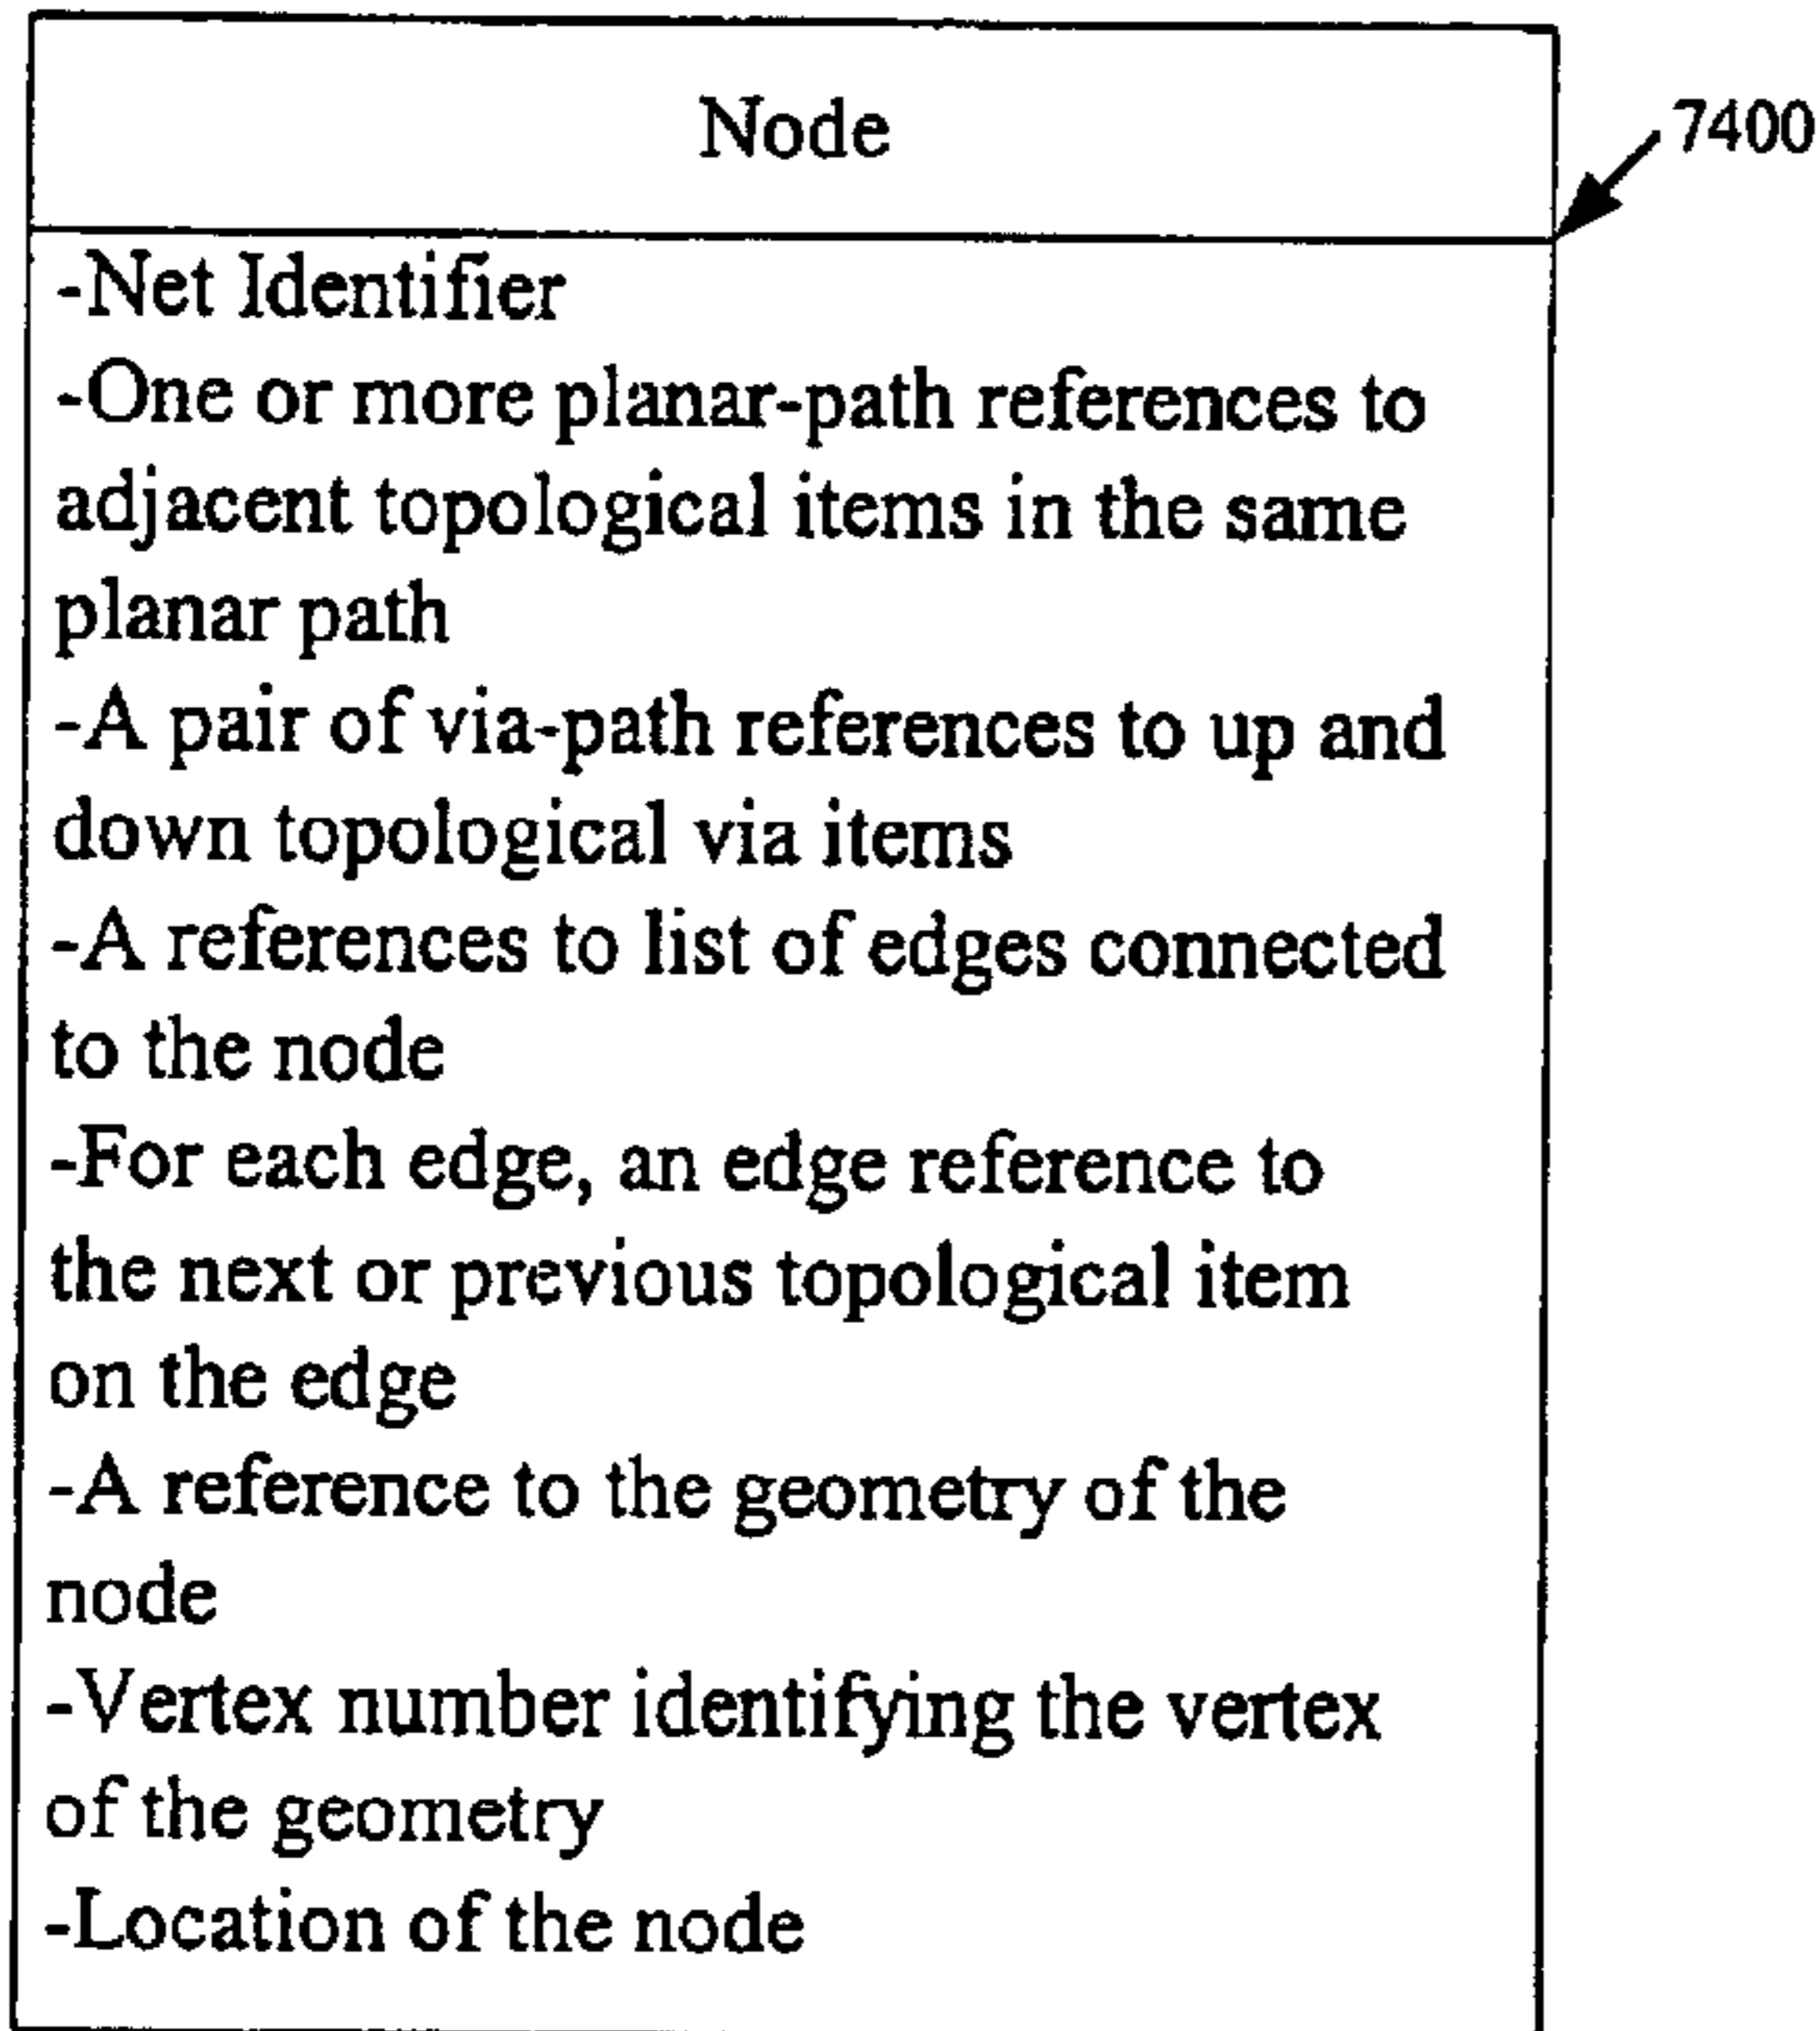 Node
7400
-Net Identifier
-One or more planar-path references to
adjacent topological items in the same
planar path
-A pair of via-path references to up and
down topological via items
-A references to list of edges connected
to the node
-For each edge, an edge reference to
the next or previous topological item
on the edge
-A reference to the geometry of the
node
-Vertex number identifying the vertex
of the geometry
-Location of the node